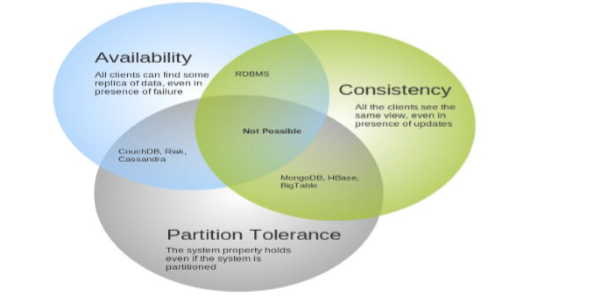 Availability
All clients can find some
replica of data, even in
presence of failure
RDBMS
Consistency
All the clients see the
same view, even in
presence of updates
Not Possible
CouchDB, Riak,
Cassandra
MongoDB, HBase,
BigTable
Partition Tolerance
The system property holds
even if the system is
partitioned